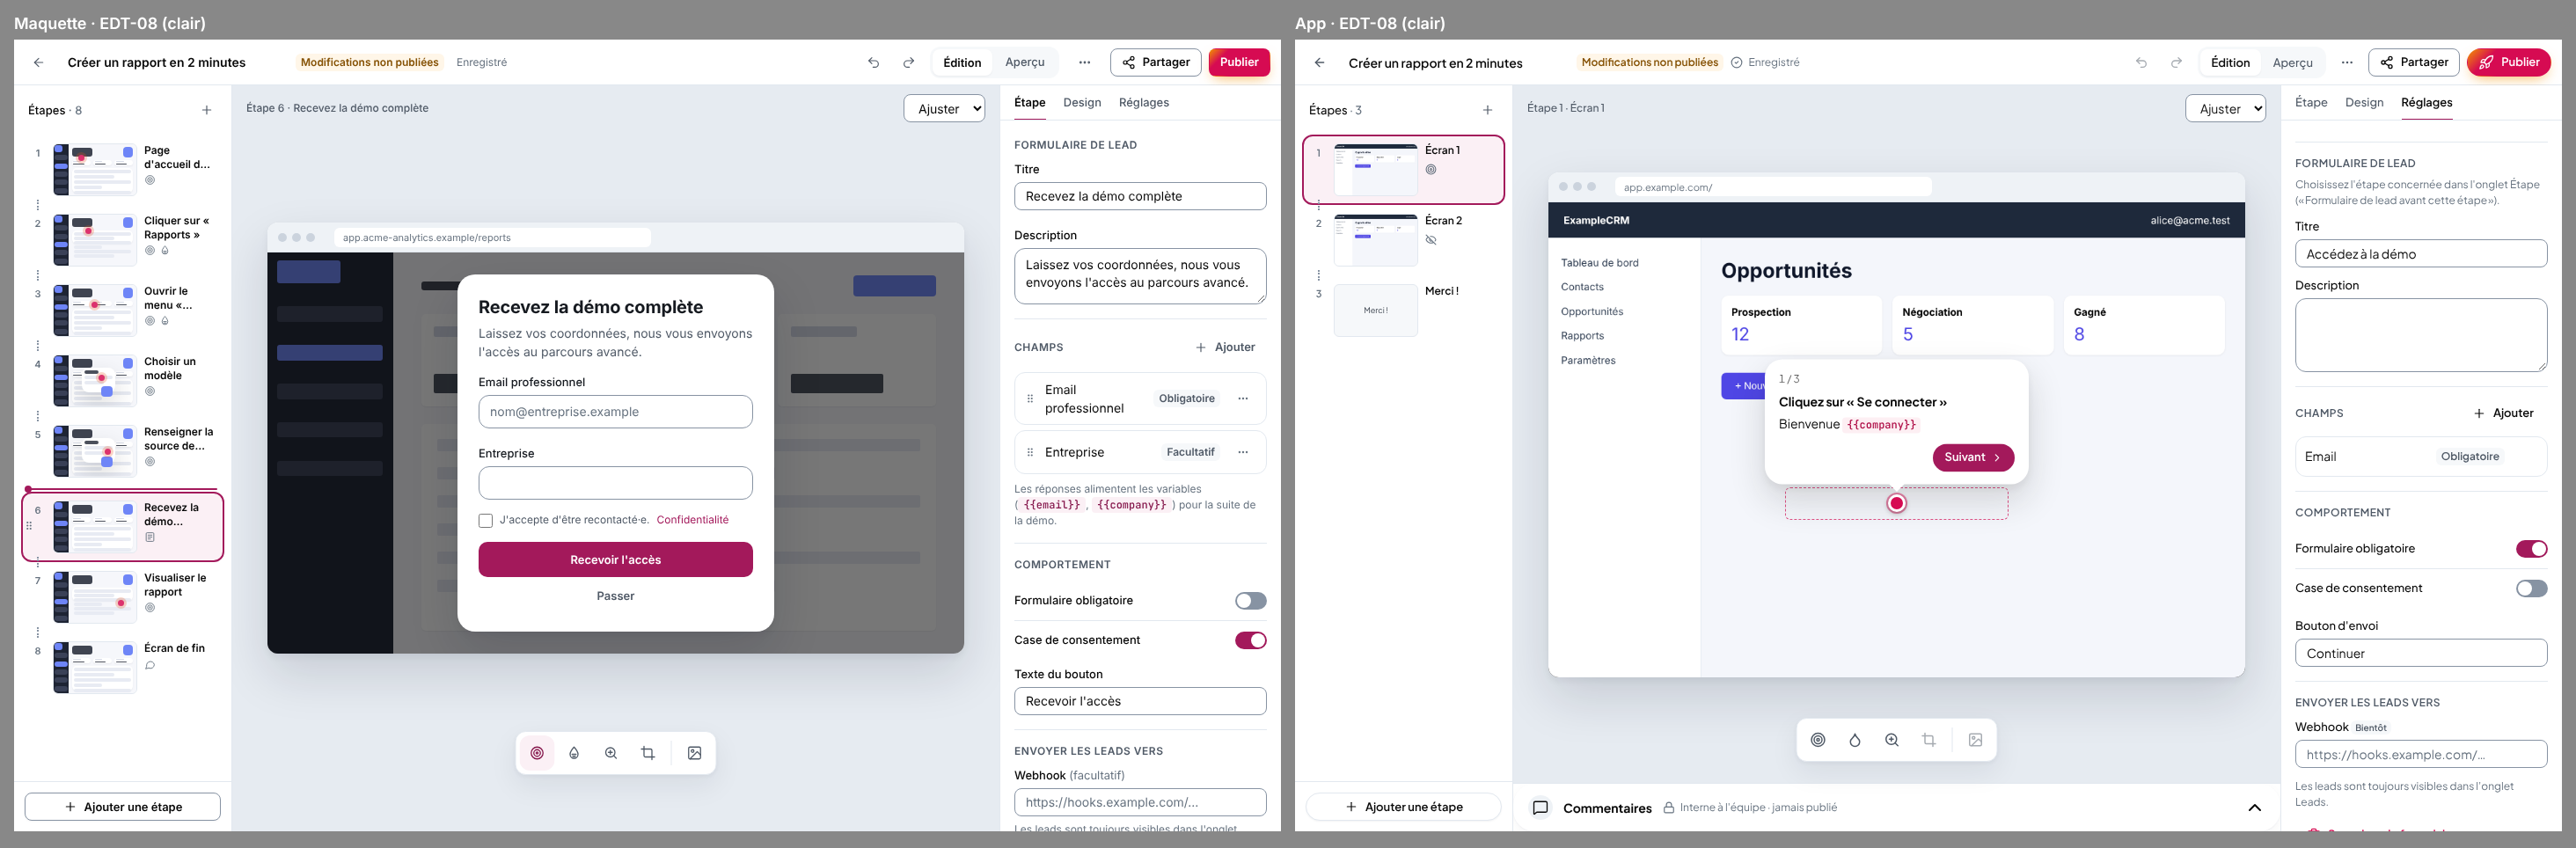 Maquette · EDT-08 (clair)
Créer un rapport en 2 minutes
Modifications non publiées
Enregistré
Édition
Aperçu
Partager
Publier
Étapes · 8
1
Page
d'accueil d…
2
Cliquer sur «
Rapports »
3
Ouvrir le
menu «…
4
Choisir un
modèle
5
Renseigner la
source de…
6
Recevez la
démo…
7
Visualiser le
rapport
8
Écran de fin
Ajouter une étape
Étape 6 · Recevez la démo complète
Ajuster
app.acme-analytics.example/reports
Recevez la démo complète
Laissez vos coordonnées, nous vous envoyons
l'accès au parcours avancé.
Email professionnel
nom@entreprise.example
Entreprise
J'accepte d'être recontacté·e. Confidentialité
Recevoir l'accès
Passer
Étape
Design
Réglages
FORMULAIRE DE LEAD
Titre
Recevez la démo complète
Description
Laissez vos coordonnées, nous vous
envoyons l'accès au parcours avancé.
CHAMPS
Ajouter
Email
professionnel
Obligatoire
Entreprise
Facultatif
Les réponses alimentent les variables
( {{email}} , {{company}} ) pour la suite de
la démo.
COMPORTEMENT
Formulaire obligatoire
Case de consentement
Texte du bouton
Recevoir l'accès
ENVOYER LES LEADS VERS
Webhook (facultatif)
https://hooks.example.com/…
Les leads sont toujours visibles dans l'onglet
App · EDT-08 (clair)
Créer un rapport en 2 minutes
Modifications non publiées
Enregistré
Édition
Aperçu
Partager
Publier
Étapes · 3
1
Écran 1
2
Écran 2
3
Merci !
Merci !
Ajouter une étape
Étape 1 · Écran 1
Ajuster
app.example.com/
ExampleCRM
alice@acme.test
Tableau de bord
Contacts
Opportunités
Rapports
Paramètres
Opportunités
Prospection
12
Négociation
5
Gagné
8
+ Nouv
1 / 3
Cliquez sur « Se connecter »
Bienvenue {{company}}
Suivant
Commentaires
Interne à l'équipe · jamais publié
Étape
Design
Réglages
FORMULAIRE DE LEAD
Choisissez l'étape concernée dans l'onglet Étape
(« Formulaire de lead avant cette étape »).
Titre
Accédez à la démo
Description
CHAMPS
Ajouter
Email
Obligatoire
COMPORTEMENT
Formulaire obligatoire
Case de consentement
Bouton d'envoi
Continuer
ENVOYER LES LEADS VERS
Webhook Bientôt
https://hooks.example.com/…
Les leads sont toujours visibles dans l'onglet
Leads.